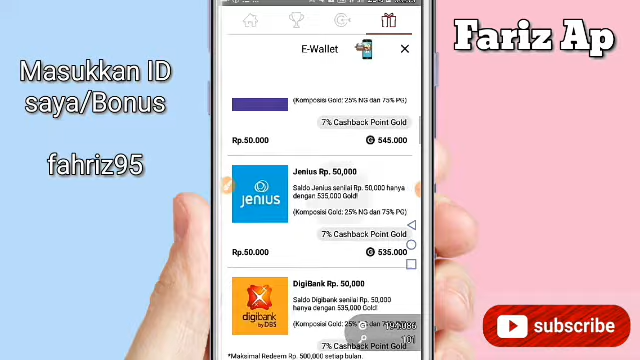 Fariz Ap
Masukkan ID
saya/Bonus
fahriz95
E-Wallet
(Komposisi Gold: 25% NG dan 75% PG)
7% Cashback Point Gold
Rp.50.000
G 545.000
Jenius Rp. 50,000
Saldo Jenius senilai Rp. 50,000 hanya
dengan 535,000 Gold!
(Komposisi Gold: 25% NG dan 75% PG)
7% Cashback Point Gold
jenius
Rp.50.000
G 535.000
DigiBank Rp. 50,000
Saldo Digibank senilai Rp. 50,000
hanya dengan 535,000 Gold!
(Komposisi Gold: 25% NG dan 75% PG)
digibank
by DBS
7% Cashback Point Gold
*Maksimal Redeem Rp. 500,000 setiap bulan.
subscribe